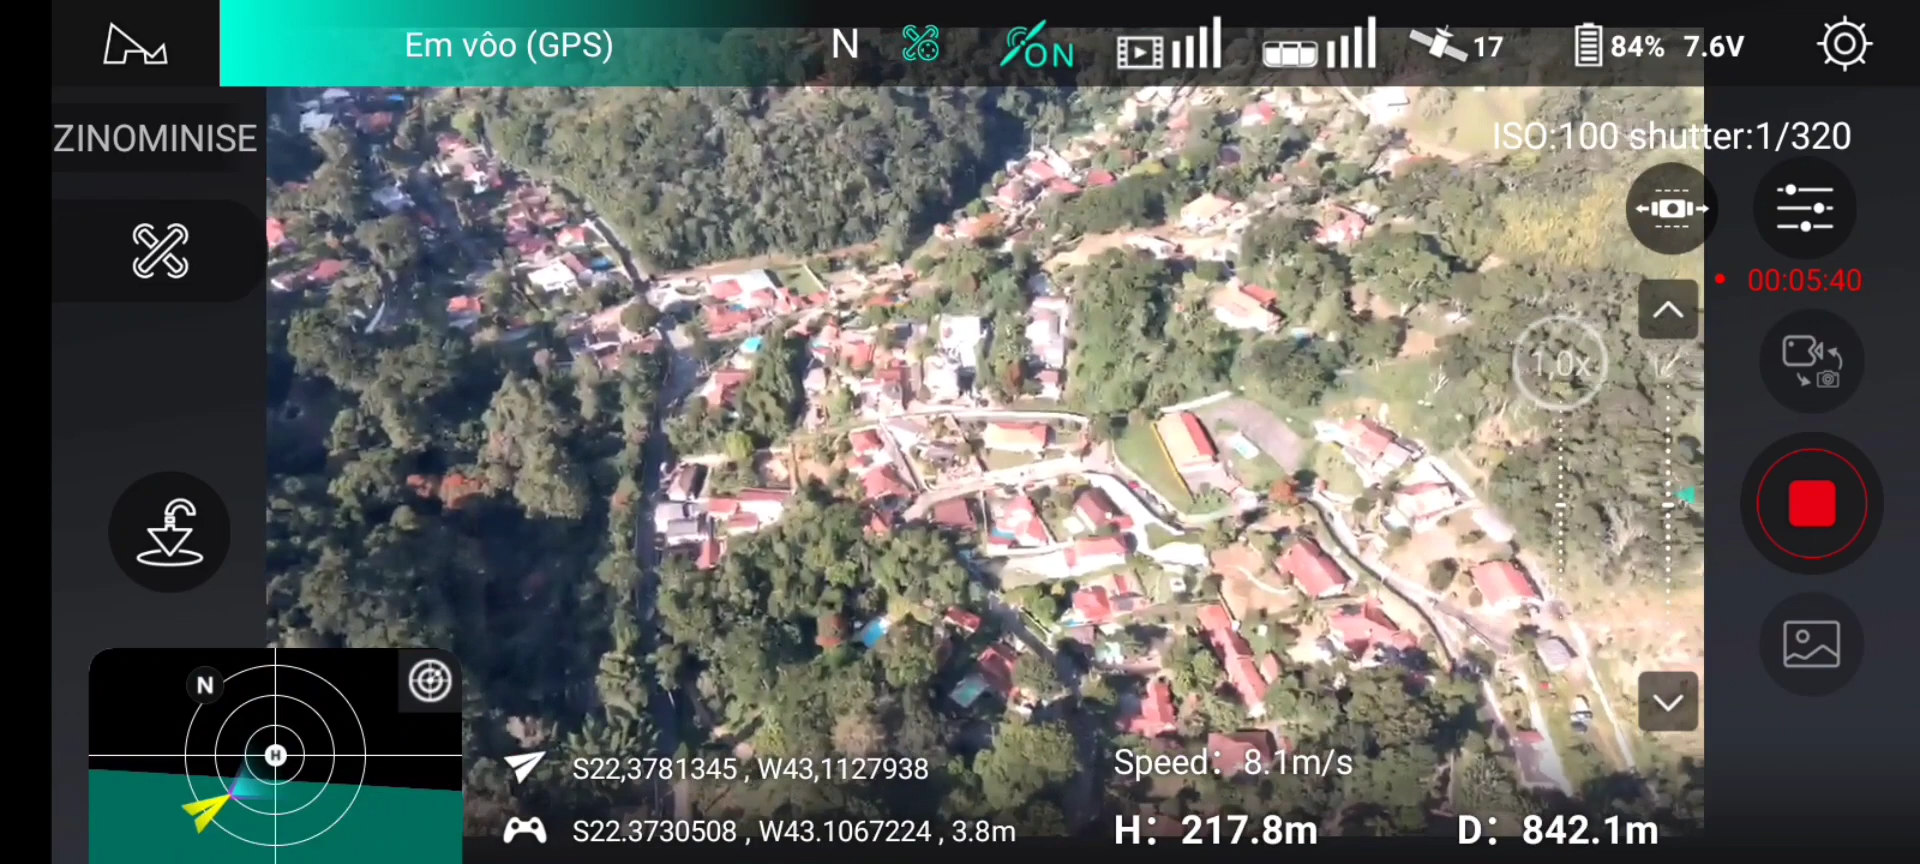 Em vôo (GPS)
N
ON
17
84% 7.6V
ZINOMINISE
ISO:100 shutter:1/320
00:05:40
1,0x
N
H
S22,3781345 , W43,1127938
Speed: 8.1m/s
S22.3730508 , W43.1067224 , 3.8m
H: 217.8m
D: 842.1m